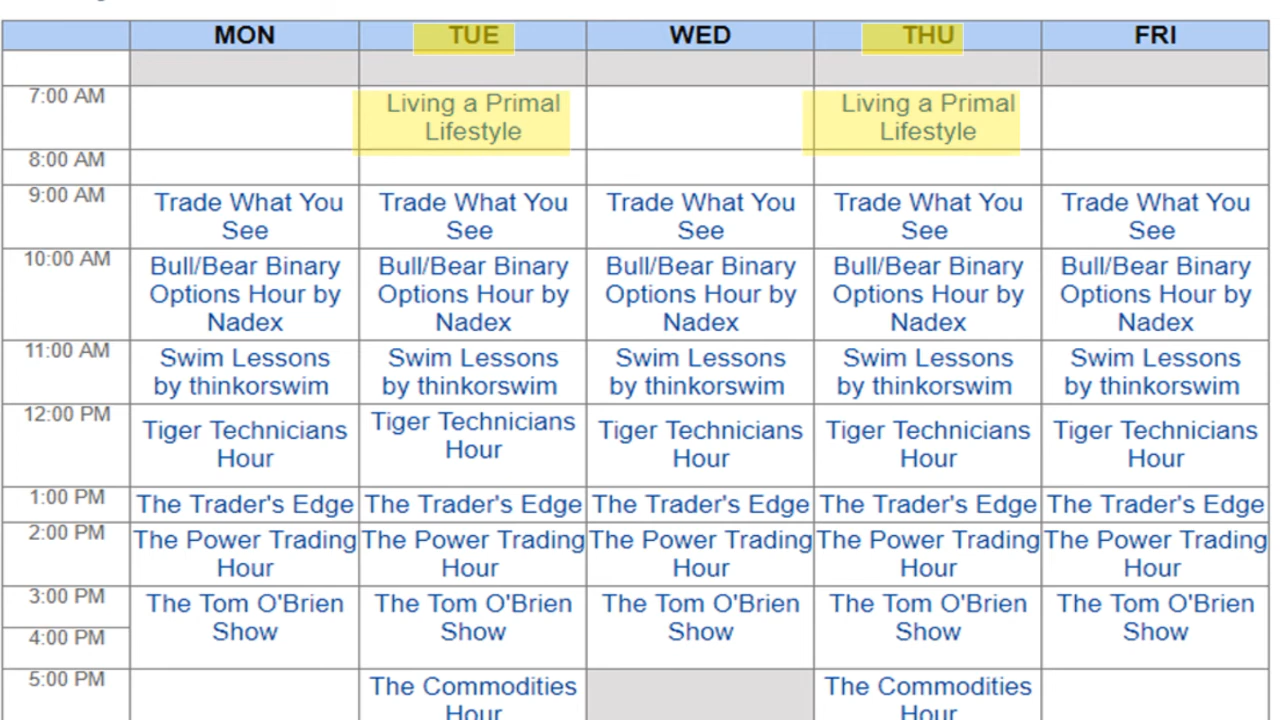 MON TUE WED THU FRI
7:00 AM
Living a Primal Living a Primal
Lifestyle Lifestyle
8:00 AM
9:00 AM
Trade What You Trade What You Trade What You Trade What You Trade What You
See See See See See
10:00 AM
Bull/Bear Binary Bull/Bear Binary Bull/Bear Binary Bull/Bear Binary Bull/Bear Binary
Options Hour by Options Hour by Options Hour by Options Hour by Options Hour by
Nadex Nadex Nadex Nadex Nadex
11:00 AM
Swim Lessons Swim Lessons Swim Lessons Swim Lessons Swim Lessons
by thinkorswim by thinkorswim by thinkorswim by thinkorswim by thinkorswim
12:00 PM
Tiger Technicians Tiger Technicians Tiger Technicians Tiger Technicians Tiger Technicians
Hour Hour Hour Hour Hour
1:00 PM The Trader's Edge The Trader's Edge The Trader's Edge The Trader's Edge The Trader's Edge
2:00 PM
The Power Trading The Power Trading The Power Trading The Power Trading The Power Trading
Hour Hour Hour Hour Hour
3:00 PM
The Tom O'Brien The Tom O'Brien The Tom O'Brien The Tom O'Brien The Tom O'Brien
Show Show Show Show Show
4:00 PM
5:00 PM
The Commodities The Commodities
Hour Hour